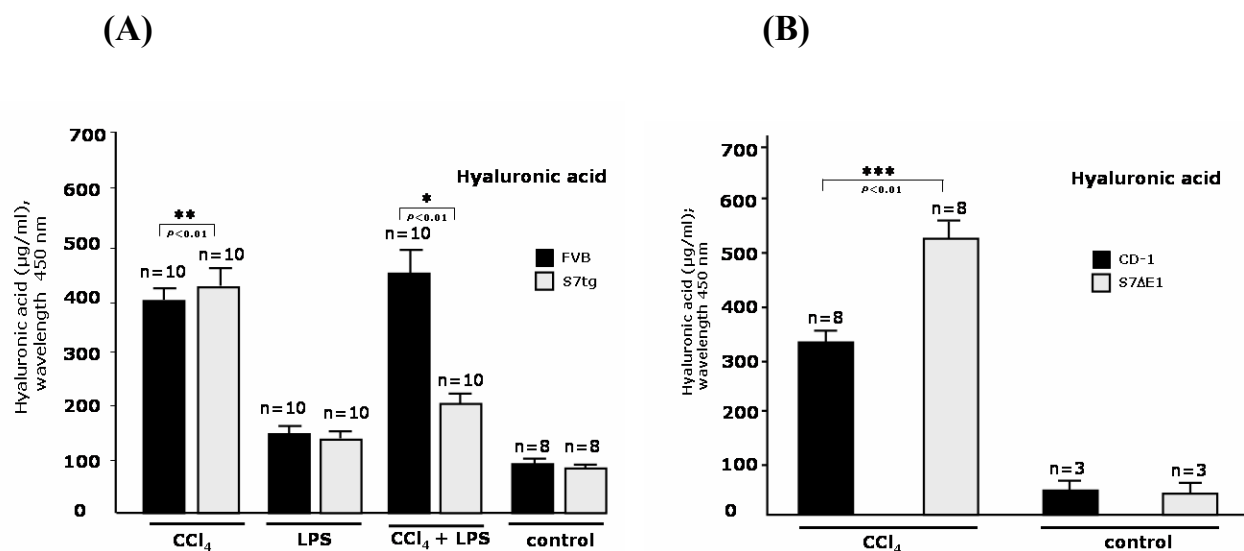 (A)
700
600
500
400
300
200
100
0
Hyaluronic acid (µg/ml),
wavelength 450 nm
Hyaluronic acid
FVB
S7tg
**
P<0.01
n=10
n=10
n=10
n=10
*
P<0.01
n=10
n=10
n=8
n=8
CCl₄
LPS
CCl₄ + LPS
control
(B)
700
600
500
400
300
200
100
0
Hyaluronic acid (µg/ml);
wavelength 450 nm
Hyaluronic acid
CD-1
S7ΔE1
***
P<0.01
n=8
n=8
n=3
n=3
CCl₄
control